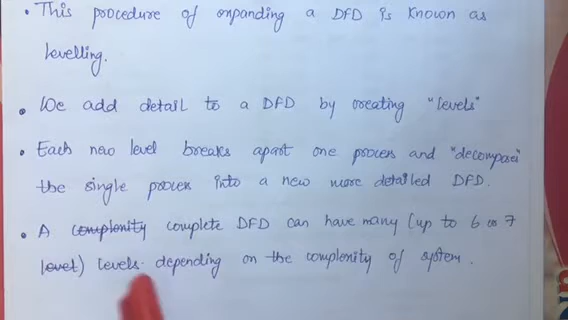 • This procedure of expanding a DFD is known as
levelling.
• We add detail to a DFD by creating "levels"
• Each new level breaks apart one process and "decomposes"
the single process into a new more detailed DFD.
• A complexity complete DFD can have many (up to 6 or 7
level) levels depending on the complexity of system.